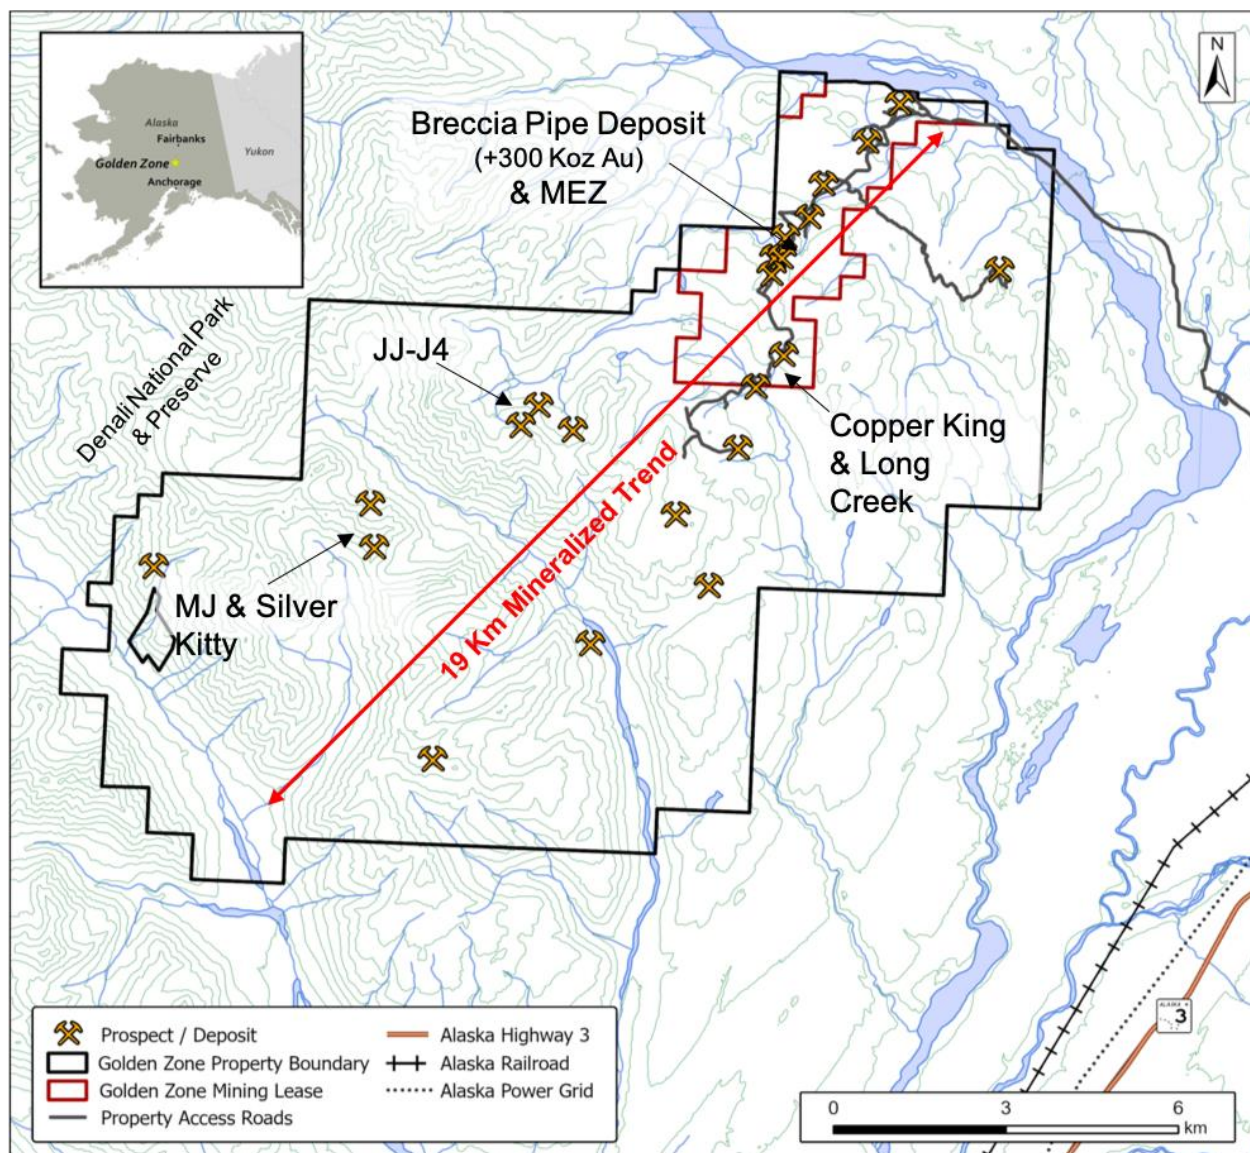 N
Alaska
Fairbanks
Golden Zone
Yukon
Anchorage
Breccia Pipe Deposit
(+300 Koz Au)
& MEZ
Denali National Park
& Preserve
JJ-J4
Copper King
& Long
Creek
19 Km Mineralized Trend
MJ & Silver
Kitty
ALASKA
3
Prospect / Deposit
Golden Zone Property Boundary
Golden Zone Mining Lease
Property Access Roads
Alaska Highway 3
Alaska Railroad
Alaska Power Grid
0 3 6
km